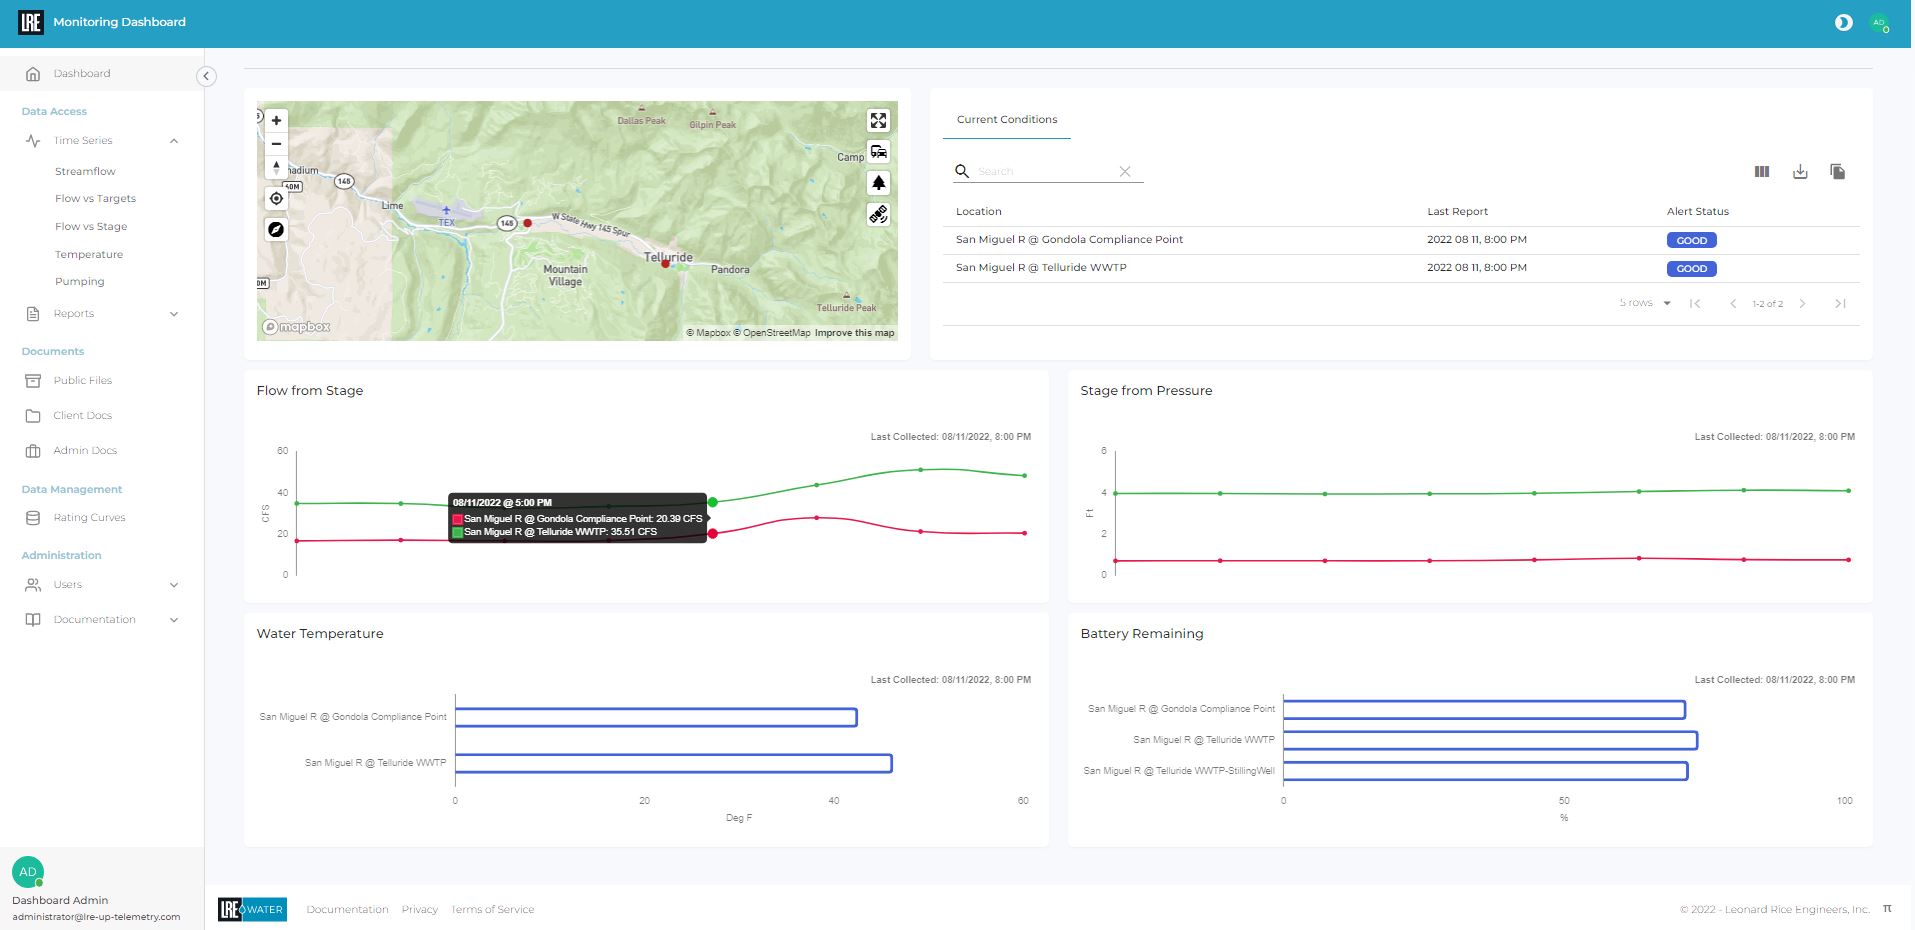 LRE Monitoring Dashboard
AD
Dashboard
Data Access
Time Series
Streamflow
Flow vs Targets
Flow vs Stage
Temperature
Pumping
Reports
Documents
Public Files
Client Docs
Admin Docs
Data Management
Rating Curves
Administration
Users
Documentation
AD
Dashboard Admin
administrator@lre-up-telemetry.com
Dallas Peak
Gilpin Peak
Camp
145
40M
Lime
TEX
145
W State Hwy 145 Spur
Telluride
Pandora
Mountain
Village
Telluride Peak
mapbox
© Mapbox © OpenStreetMap Improve this map
Current Conditions
Search
Location Last Report Alert Status
San Miguel R @ Gondola Compliance Point 2022 08 11, 8:00 PM GOOD
San Miguel R @ Telluride WWTP 2022 08 11, 8:00 PM GOOD
5 rows 1-2 of 2
Flow from Stage
Last Collected: 08/11/2022, 8:00 PM
60
40
20
0
CFS
08/11/2022 @ 5:00 PM
San Miguel R @ Gondola Compliance Point: 20.39 CFS
San Miguel R @ Telluride WWTP: 35.51 CFS
Stage from Pressure
Last Collected: 08/11/2022, 8:00 PM
6
4
2
0
Ft
Water Temperature
Last Collected: 08/11/2022, 8:00 PM
San Miguel R @ Gondola Compliance Point
San Miguel R @ Telluride WWTP
0 20 40 60
Deg F
Battery Remaining
Last Collected: 08/11/2022, 8:00 PM
San Miguel R @ Gondola Compliance Point
San Miguel R @ Telluride WWTP
San Miguel R @ Telluride WWTP-StillingWell
0 50 100
%
LRE WATER Documentation Privacy Terms of Service
© 2022 - Leonard Rice Engineers, Inc. π